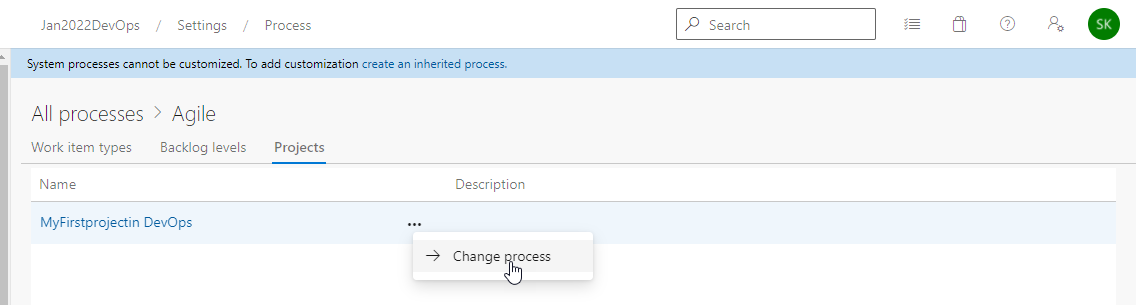 Jan2022DevOps / Settings / Process
Search
SK
System processes cannot be customized. To add customization create an inherited process.
All processes > Agile
Work item types Backlog levels Projects
Name Description
MyFirstprojectin DevOps ...
Change process